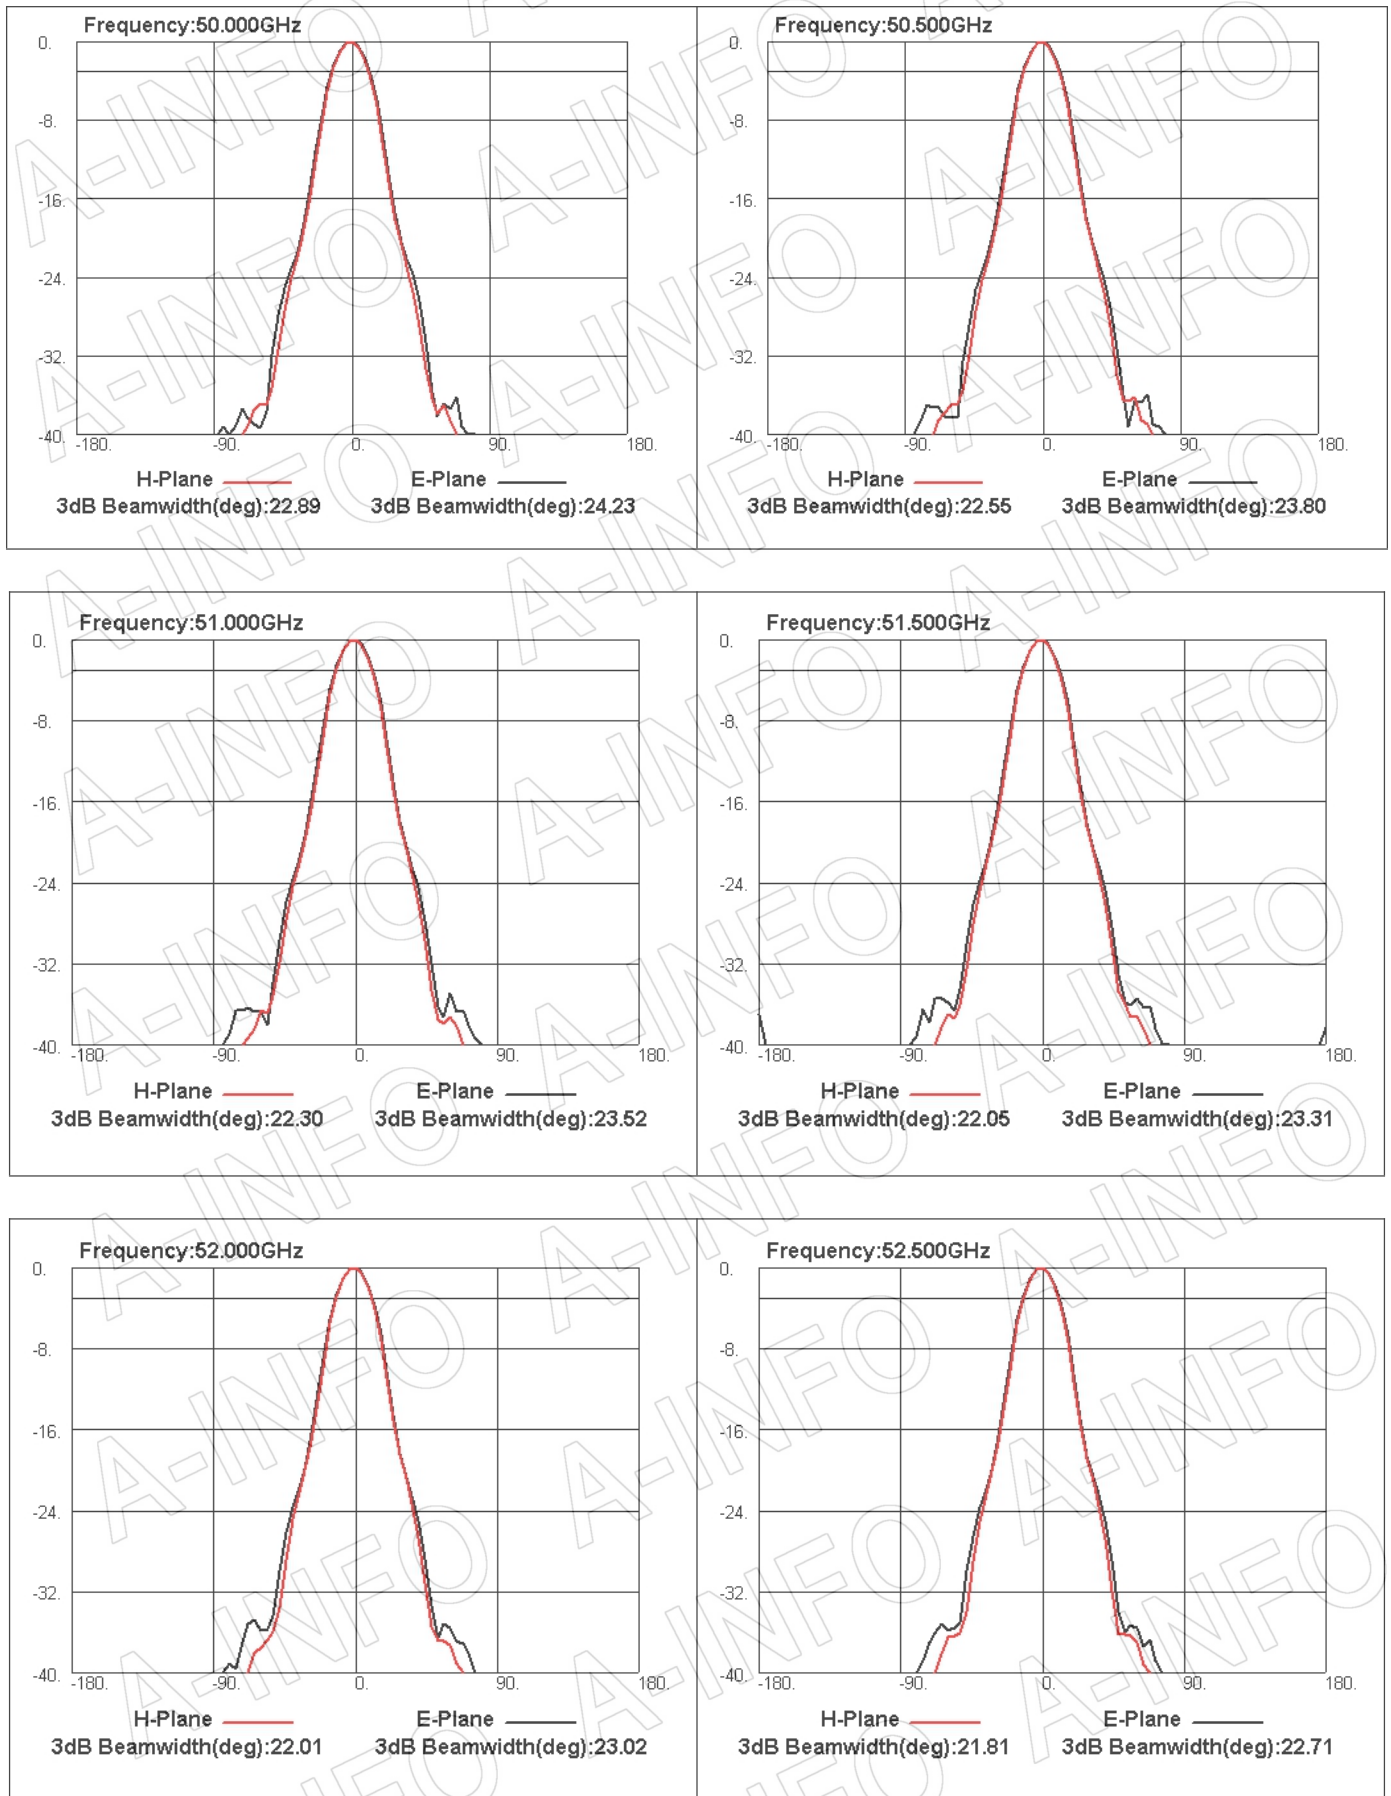 Frequency:50.000GHz
0.
-8.
-16.
-24.
-32.
-40.
-180.
-90.
0.
90.
180.
H-Plane
E-Plane
3dB Beamwidth(deg):22.89
3dB Beamwidth(deg):24.23
Frequency:50.500GHz
0.
-8.
-16.
-24.
-32.
-40.
-180.
-90.
0.
90.
180.
H-Plane
E-Plane
3dB Beamwidth(deg):22.55
3dB Beamwidth(deg):23.80
Frequency:51.000GHz
0.
-8.
-16.
-24.
-32.
-40.
-180.
-90.
0.
90.
180.
H-Plane
E-Plane
3dB Beamwidth(deg):22.30
3dB Beamwidth(deg):23.52
Frequency:51.500GHz
0.
-8.
-16.
-24.
-32.
-40.
-180.
-90.
0.
90.
180.
H-Plane
E-Plane
3dB Beamwidth(deg):22.05
3dB Beamwidth(deg):23.31
Frequency:52.000GHz
0.
-8.
-16.
-24.
-32.
-40.
-180.
-90.
0.
90.
180.
H-Plane
E-Plane
3dB Beamwidth(deg):22.01
3dB Beamwidth(deg):23.02
Frequency:52.500GHz
0.
-8.
-16.
-24.
-32.
-40.
-180.
-90.
0.
90.
180.
H-Plane
E-Plane
3dB Beamwidth(deg):21.81
3dB Beamwidth(deg):22.71
A-INFO